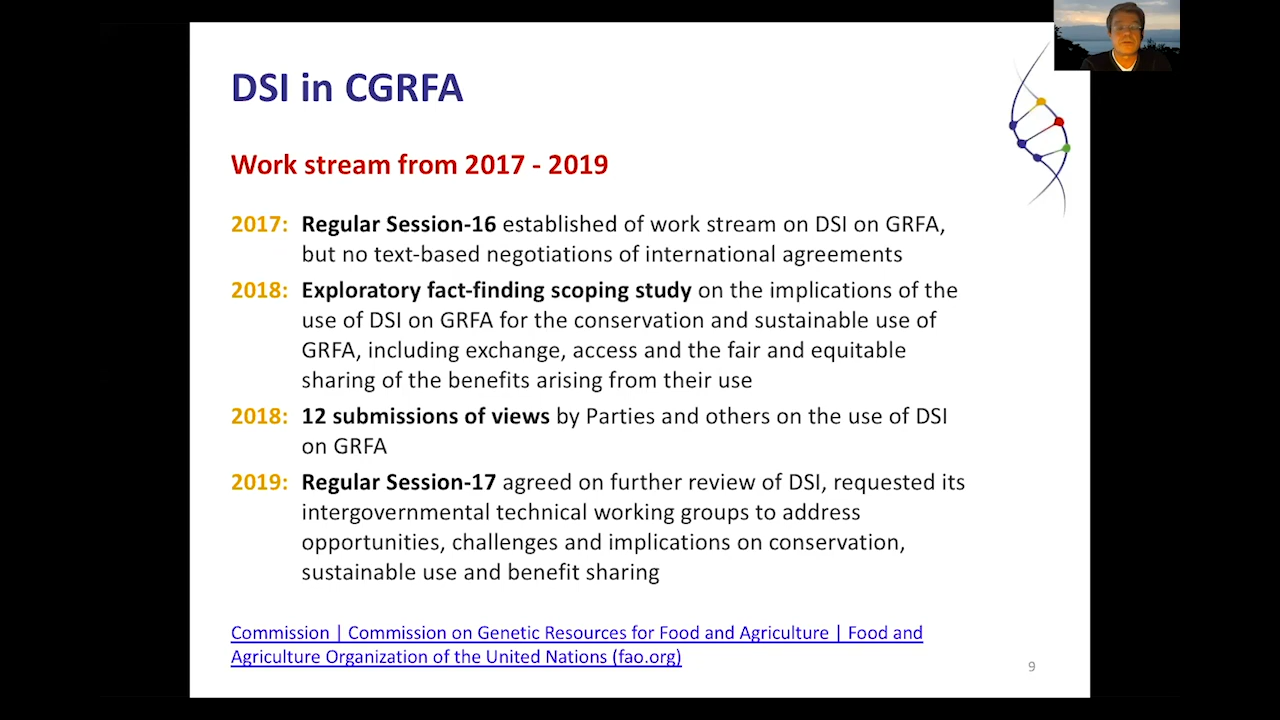 DSI in CGRFA
Work stream from 2017 - 2019
2017: Regular Session-16 established of work stream on DSI on GRFA,
but no text-based negotiations of international agreements
2018: Exploratory fact-finding scoping study on the implications of the
use of DSI on GRFA for the conservation and sustainable use of
GRFA, including exchange, access and the fair and equitable
sharing of the benefits arising from their use
2018: 12 submissions of views by Parties and others on the use of DSI
on GRFA
2019: Regular Session-17 agreed on further review of DSI, requested its
intergovernmental technical working groups to address
opportunities, challenges and implications on conservation,
sustainable use and benefit sharing
Commission | Commission on Genetic Resources for Food and Agriculture | Food and
Agriculture Organization of the United Nations (fao.org)
9